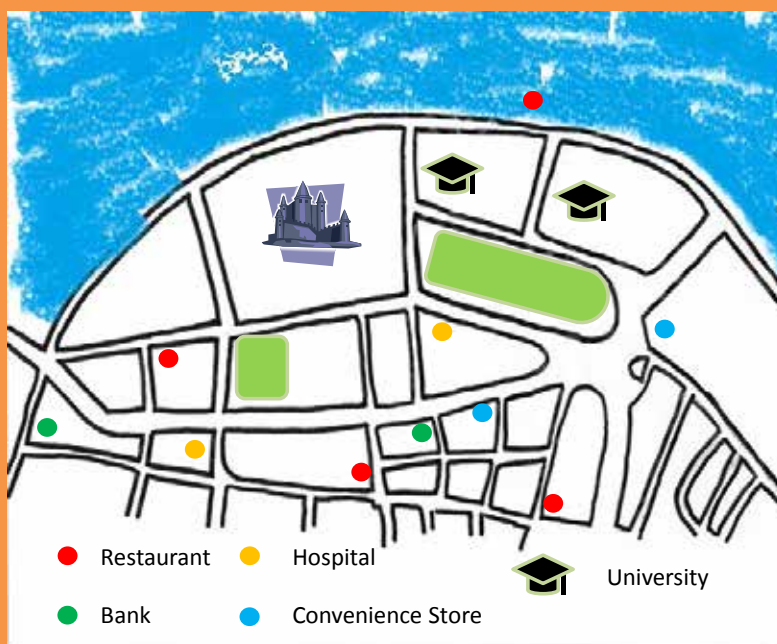 Restaurant
Hospital
University
Bank
Convenience Store